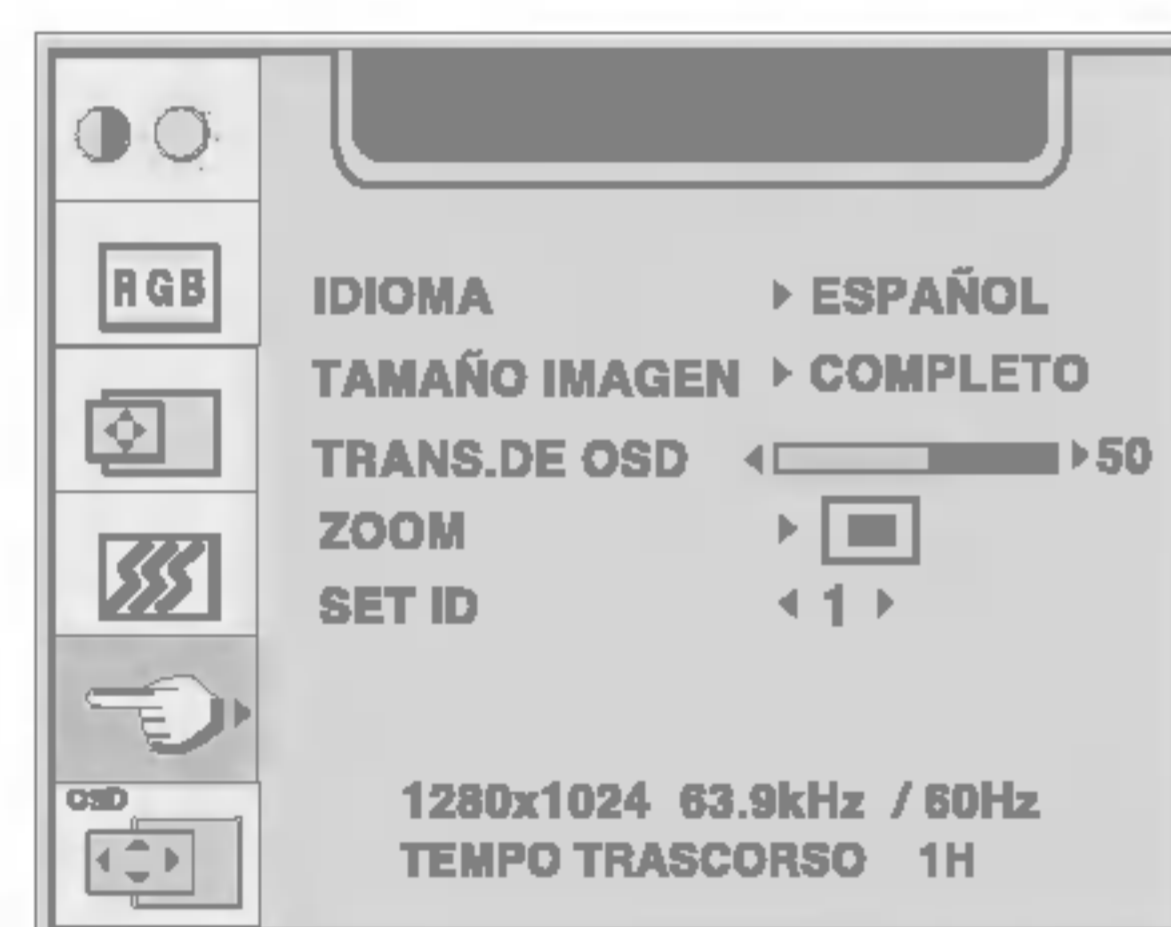 RGB
IDIOMA ESPAÑOL
TAMAÑO IMAGEN COMPLETO
TRANS.DE OSD 50
ZOOM
SET ID 1
OSD
1280x1024 63.9kHz / 60Hz
TEMPO TRASCORSO 1H